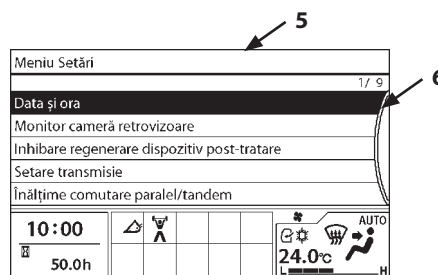 5
Meniu Setări
1/ 9
6
Data și ora
Monitor cameră retrovizoare
Inhibare regenerare dispozitiv post-tratare
Setare transmisie
Înălțime comutare paralel/tandem
10:00
AUTO
50.0h
24.0°C
L H